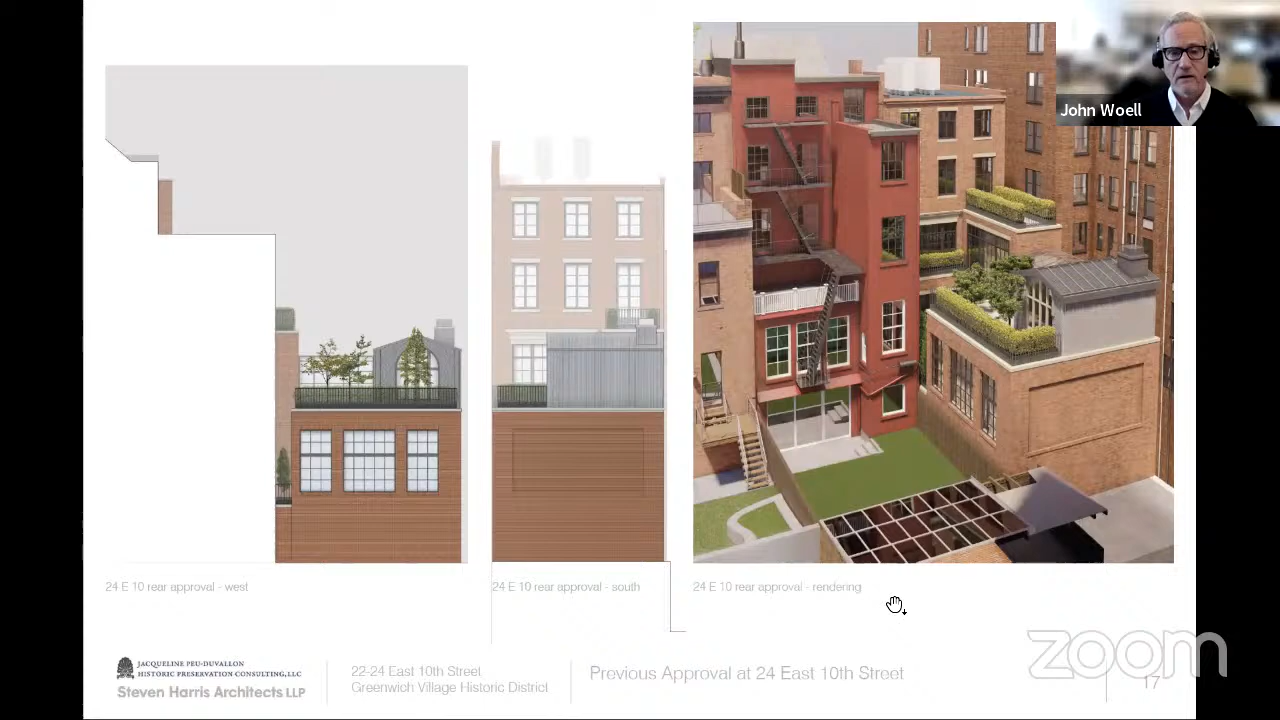 John Woell
24 E 10 rear approval - west
24 E 10 rear approval - south
24 E 10 rear approval - rendering
JACQUELINE PEU-DUVALLON
HISTORIC PRESERVATION CONSULTING, LLC
Steven Harris Architects LLP
22-24 East 10th Street
Greenwich Village Historic District
Previous Approval at 24 East 10th Street
zoom
17